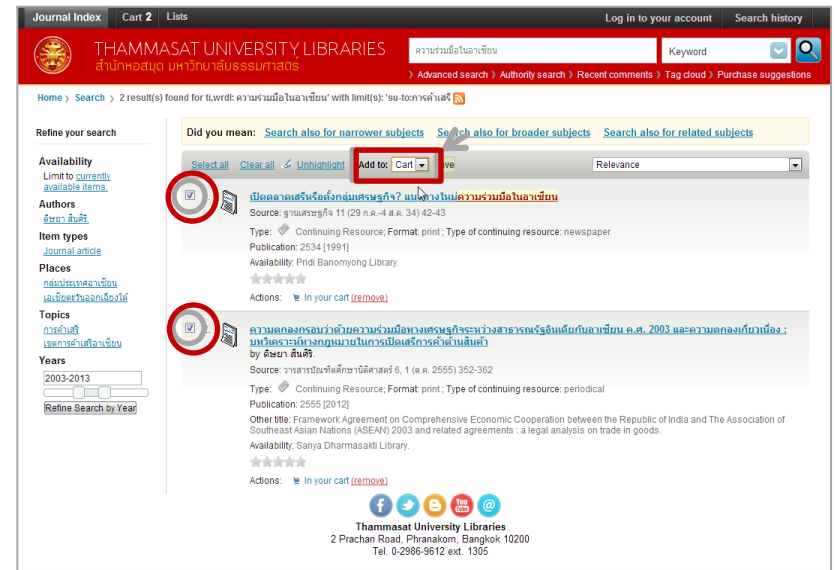 Journal Index Cart 2 Lists Log in to your account Search history
THAMMASAT UNIVERSITY LIBRARIES
สำนักหอสมุด มหาวิทยาลัยธรรมศาสตร์
ความร่วมมือในอาเซียน Keyword
Advanced search Authority search Recent comments Tag cloud Purchase suggestions
Home Search 2 result(s) found for ti,wrdl: ความร่วมมือในอาเซียน' with limit(s): 'su-to:การค้าเสรี
Refine your search
Availability
Limit to currently
available items.
Authors
ดิษยา สินศิริ.
Item types
Journal article
Places
กลุ่มประเทศอาเซียน
เอเชียตะวันออกเฉียงใต้
Topics
การค้าเสรี
เขตการค้าเสรีอาเซียน
Years
2003-2013
Refine Search by Year
Did you mean: Search also for narrower subjects Search also for broader subjects Search also for related subjects
Select all Clear all Unhighlight Add to: Cart Relevance
เปิดตลาดเสรีหรือตั้งกลุ่มเศรษฐกิจ? แนวทางใหม่ความร่วมมือในอาเซียน
Source: ฐานเศรษฐกิจ 11 (29 ก.ค.-4 ส.ค. 34) 42-43
Type: Continuing Resource; Format: print ; Type of continuing resource: newspaper
Publication: 2534 [1991]
Availability: Pridi Banomyong Library.
Actions: In your cart (remove)
ความตกลงกรอบว่าด้วยความร่วมมือทางเศรษฐกิจระหว่างสาธารณรัฐอินเดียกับอาเซียน ค.ศ. 2003 และความตกลงเกี่ยวเนื่อง :
บทวิเคราะห์ทางกฎหมายในการเปิดเสรีการค้าด้านสินค้า
by ดิษยา สินศิริ.
Source: วารสารบัณฑิตศึกษานิติศาสตร์ 6, 1 (ต.ค. 2555) 352-362
Type: Continuing Resource; Format: print ; Type of continuing resource: periodical
Publication: 2555 [2012]
Other title: Framework Agreement on Comprehensive Economic Cooperation between the Republic of India and The Association of
Southeast Asian Nations (ASEAN) 2003 and related agreements : a legal analysis on trade in goods.
Availability: Sanya Dharmasakti Library.
Actions: In your cart (remove)
You Tube
Thammasat University Libraries
2 Prachan Road, Phranakorn, Bangkok 10200
Tel. 0-2986-9612 ext. 1305